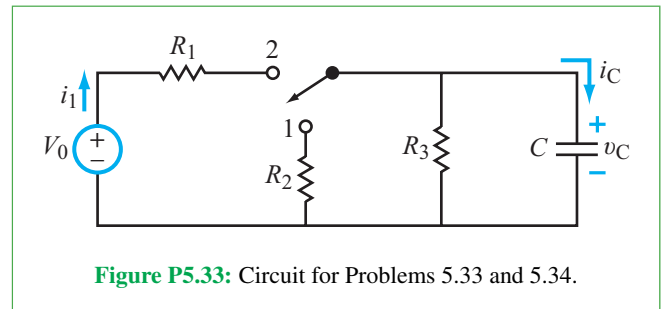 R1
2
iC
i1
1
+
V0
+
−
R2
R3
C
υC
−
Figure P5.33: Circuit for Problems 5.33 and 5.34.